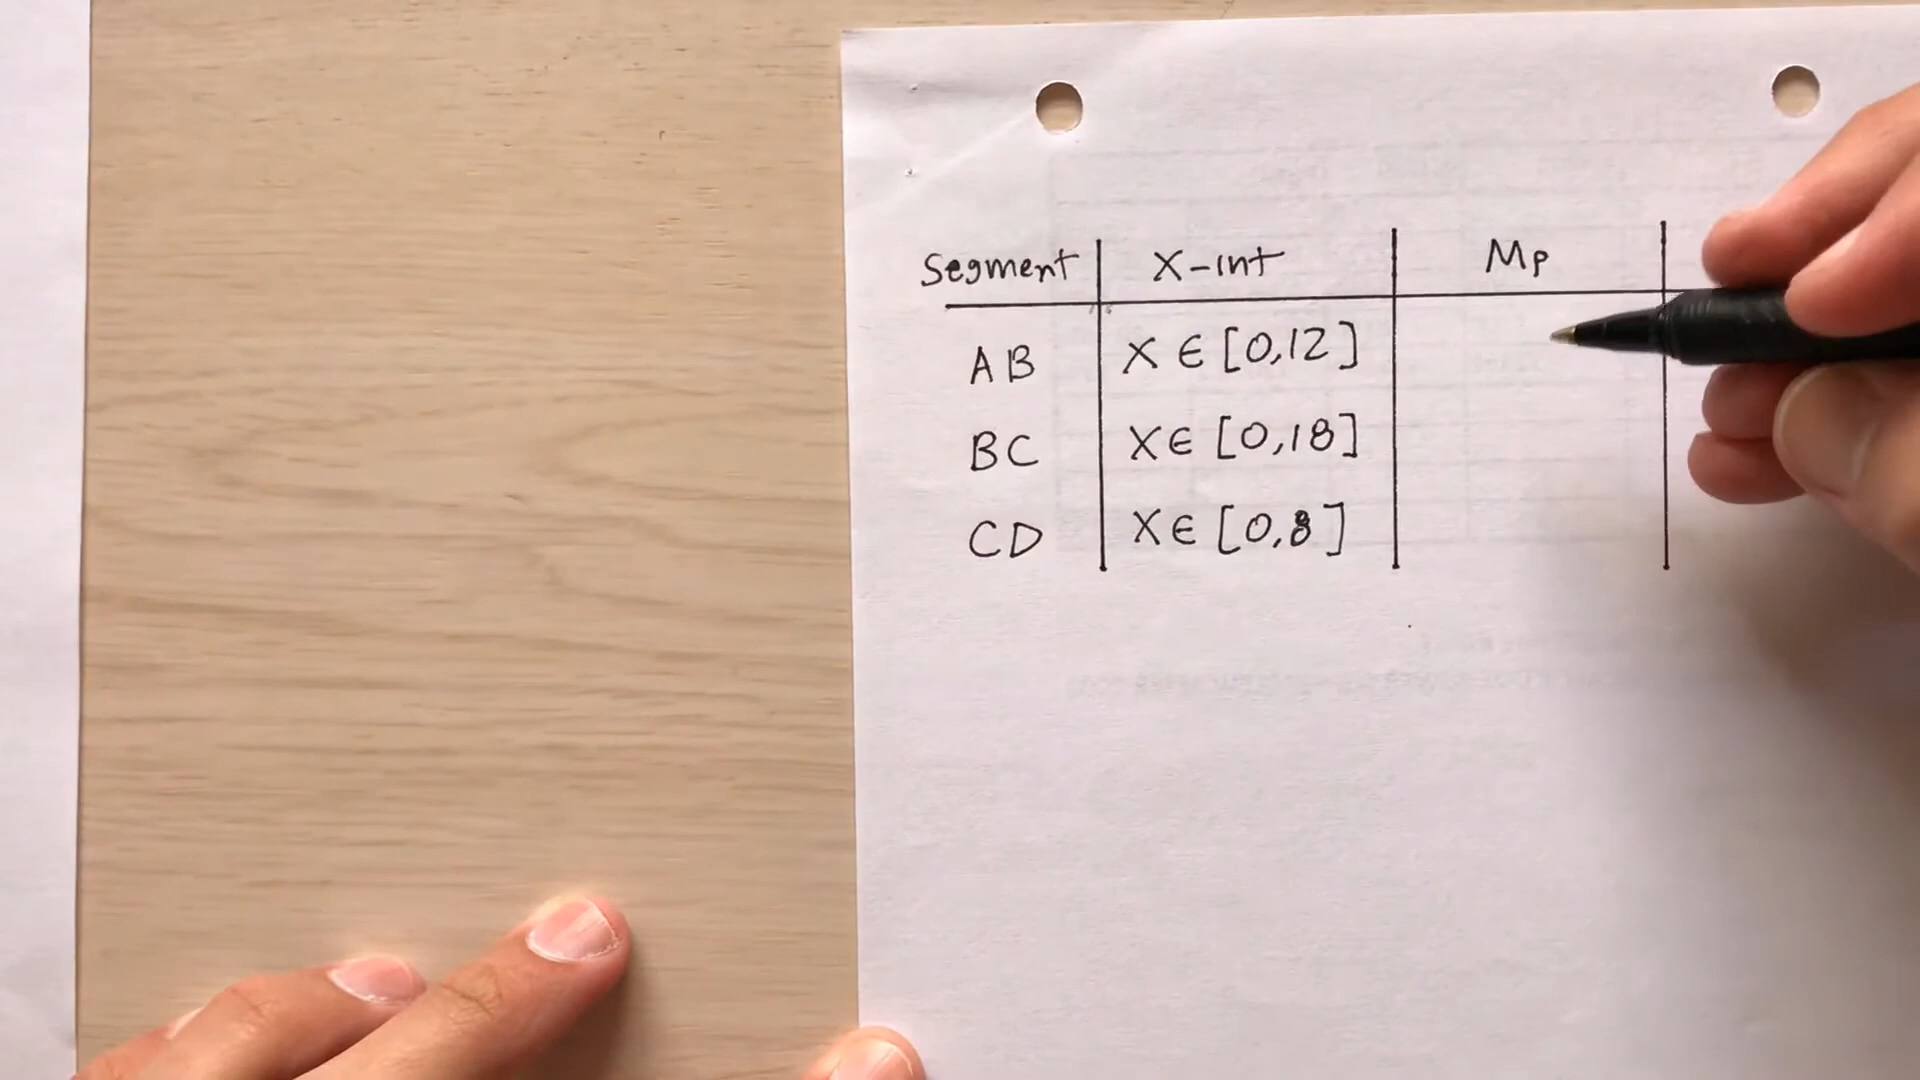 Segment X-int Mp
AB X ∈ [0,12]
BC X ∈ [0,18]
CD X ∈ [0,8]